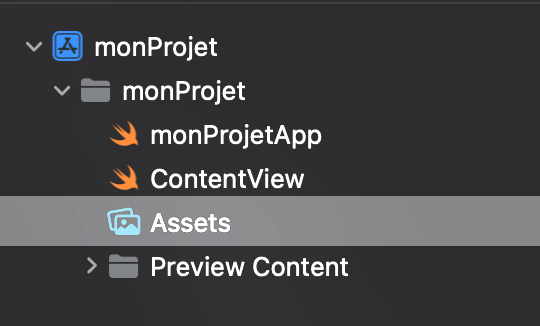 monProjet
monProjet
monProjetApp
ContentView
Assets
Preview Content